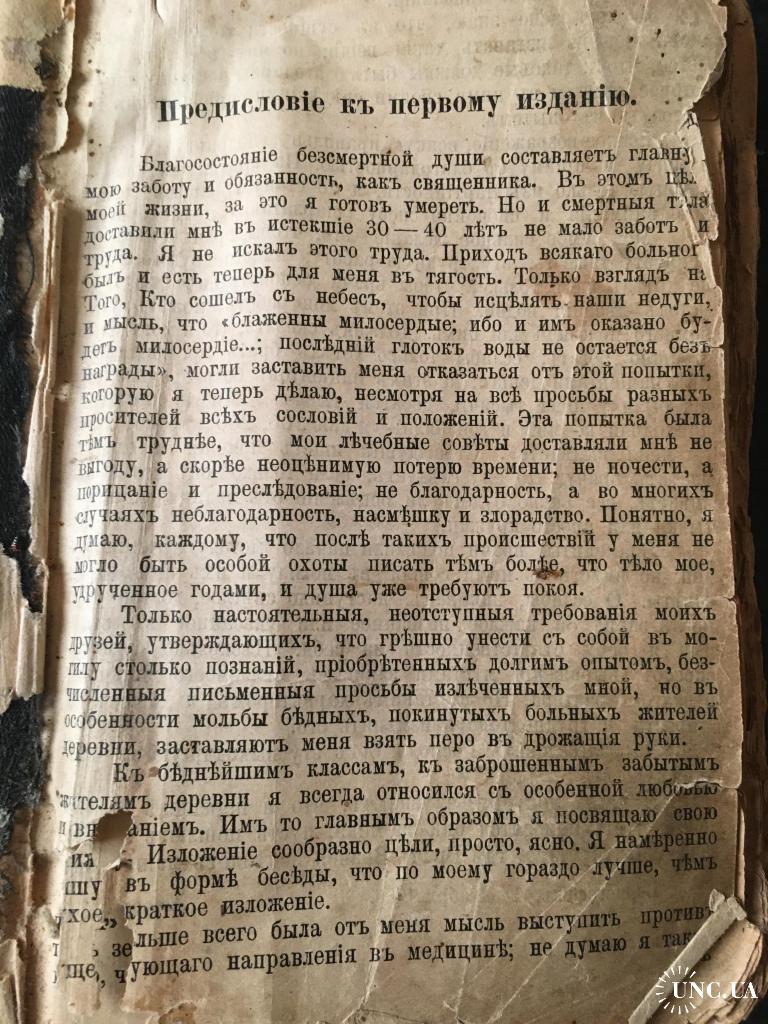 Предисловіе къ первому изданію.
Благосостояніе безсмертной души составляетъ главну
мою заботу и обязанность, какъ священника. Въ этомъ цѣл
моей жизни, за это я готовъ умереть. Но и смертныя тѣла
доставили мнѣ въ истекшіе 30—40 лѣтъ не мало заботъ и
труда. Я не искалъ этого труда. Приходъ всякаго больног
былъ и есть теперь для меня въ тягость. Только взглядъ на
Того, Кто сошелъ съ небесъ, чтобы исцѣлять наши недуги,
и мысль, что «блаженны милосердые; ибо и имъ оказано бу-
детъ милосердіе...; послѣдній глотокъ воды не остается безъ
награды», могли заставить меня отказаться отъ этой попытки,
которую я теперь дѣлаю, несмотря на всѣ просьбы разныхъ
просителей всѣхъ сословій и положеній. Эта попытка была
тѣмъ труднѣе, что мои лѣчебные совѣты доставляли мнѣ не
выгоду, а скорѣе неоцѣнимую потерю времени; не почести, а
порицаніе и преслѣдованіе; не благодарность, а во многихъ
случаяхъ неблагодарность, насмѣшку и злорадство. Понятно, я
думаю, каждому, что послѣ такихъ происшествій у меня не
могло быть особой охоты писать тѣмъ болѣе, что тѣло мое,
удрученное годами, и душа уже требуютъ покоя.
Только настоятельныя, неотступныя требованія моихъ
друзей, утверждающихъ, что грѣшно унести съ собой въ мо-
гилу столько познаній, пріобрѣтенныхъ долгимъ опытомъ, без-
численныя письменныя просьбы излѣченныхъ мной, но въ
особенности мольбы бѣдныхъ, покинутыхъ больныхъ жителей
деревни, заставляютъ меня взять перо въ дрожащія руки.
Къ бѣднѣйшимъ классамъ, къ заброшеннымъ забытымъ
жителямъ деревни я всегда относился съ особенной любовью
и вн аніемъ. Имъ то главнымъ образомъ я посвящаю свою
Изложеніе сообразно цѣли, просто, ясно. Я намѣренно
пишу въ формѣ бесѣды, что по моему гораздо лучше, чѣмъ
ухое, краткое изложеніе.
льше всего была отъ меня мысль выступить противъ
ующаго направленія въ медицинѣ; не думаю я так
UNC.UA